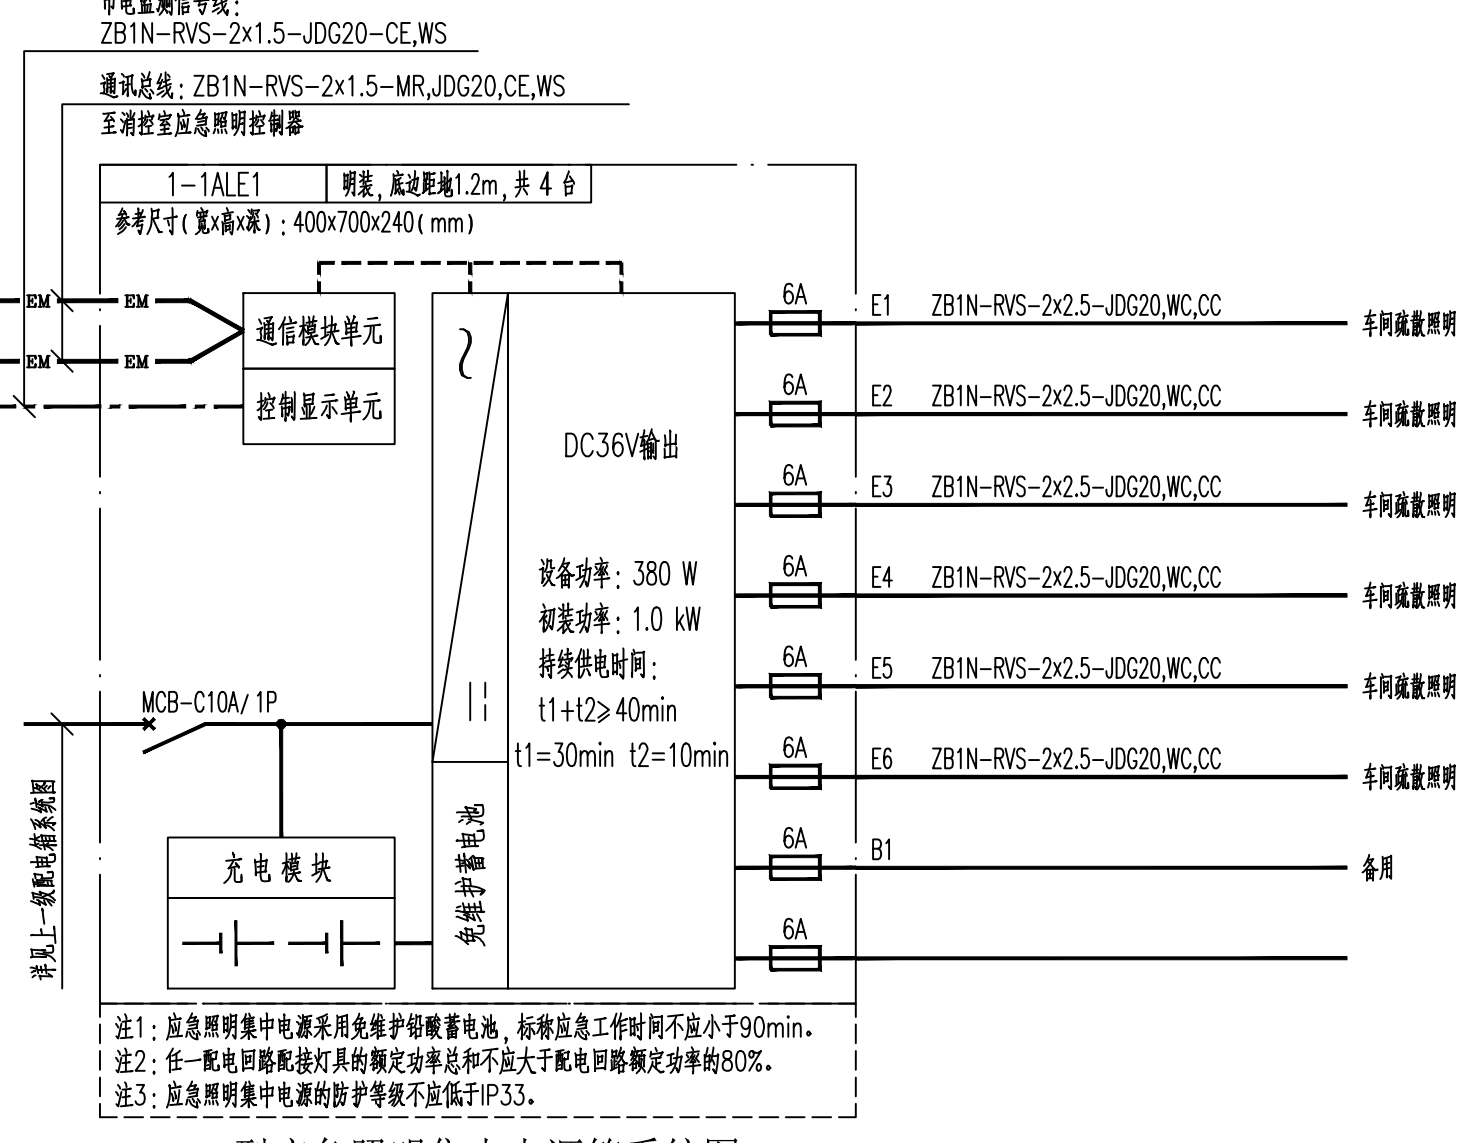 市电监测信号线:
ZB1N-RVS-2x1.5-JDG20-CE,WS
通讯总线: ZB1N-RVS-2x1.5-MR,JDG20,CE,WS
至消控室应急照明控制器
1-1ALE1
明装, 底边距地1.2m, 共 4 台
参考尺寸(宽x高x深): 400x700x240(mm)
EM
EM
EM
EM
通信模块单元
控制显示单元
DC36V输出
设备功率: 380 W
初装功率: 1.0 kW
持续供电时间:
t1+t2⩾40min
t1=30min t2=10min
MCB-C10A/1P
充电模块
免维护蓄电池
详见上一级配电箱系统图
6A E1 ZB1N-RVS-2x2.5-JDG20,WC,CC 车间疏散照明
6A E2 ZB1N-RVS-2x2.5-JDG20,WC,CC 车间疏散照明
6A E3 ZB1N-RVS-2x2.5-JDG20,WC,CC 车间疏散照明
6A E4 ZB1N-RVS-2x2.5-JDG20,WC,CC 车间疏散照明
6A E5 ZB1N-RVS-2x2.5-JDG20,WC,CC 车间疏散照明
6A E6 ZB1N-RVS-2x2.5-JDG20,WC,CC 车间疏散照明
6A B1 备用
6A
注1: 应急照明集中电源采用免维护铅酸蓄电池, 标称应急工作时间不应小于90min。
注2: 任一配电回路配接灯具的额定功率总和不应大于配电回路额定功率的80%。
注3: 应急照明集中电源的防护等级不应低于IP33。